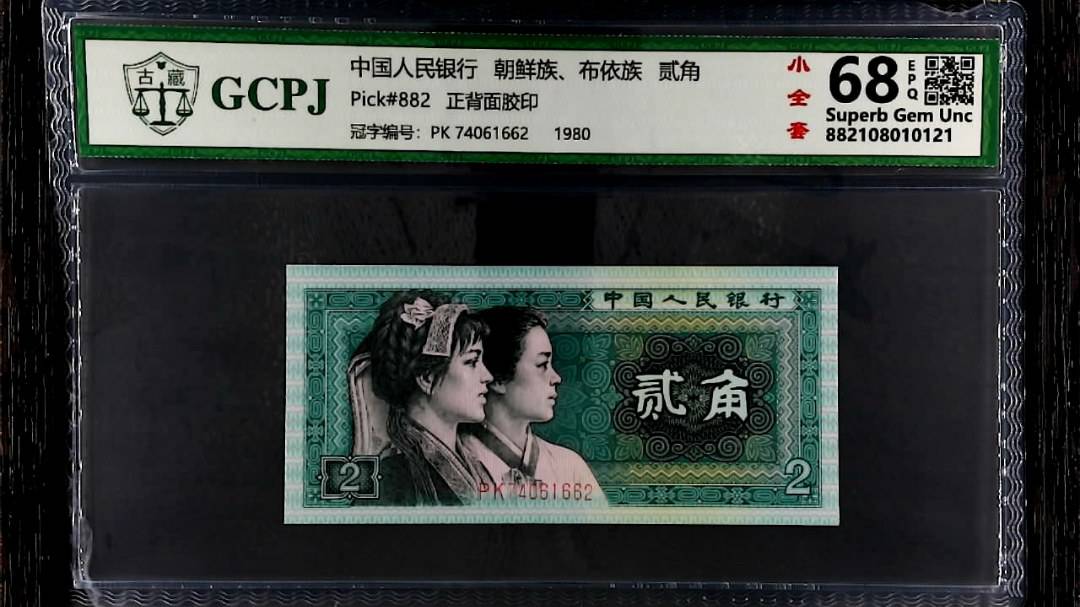 古藏
GCPJ
中国人民银行 朝鲜族、布依族 贰角
Pick#882 正背面胶印
冠字编号: PK 74061662 1980
小全套
68 EPQ
Superb Gem Unc
882108010121
中国人民银行
贰角
2
2
PK 74061662